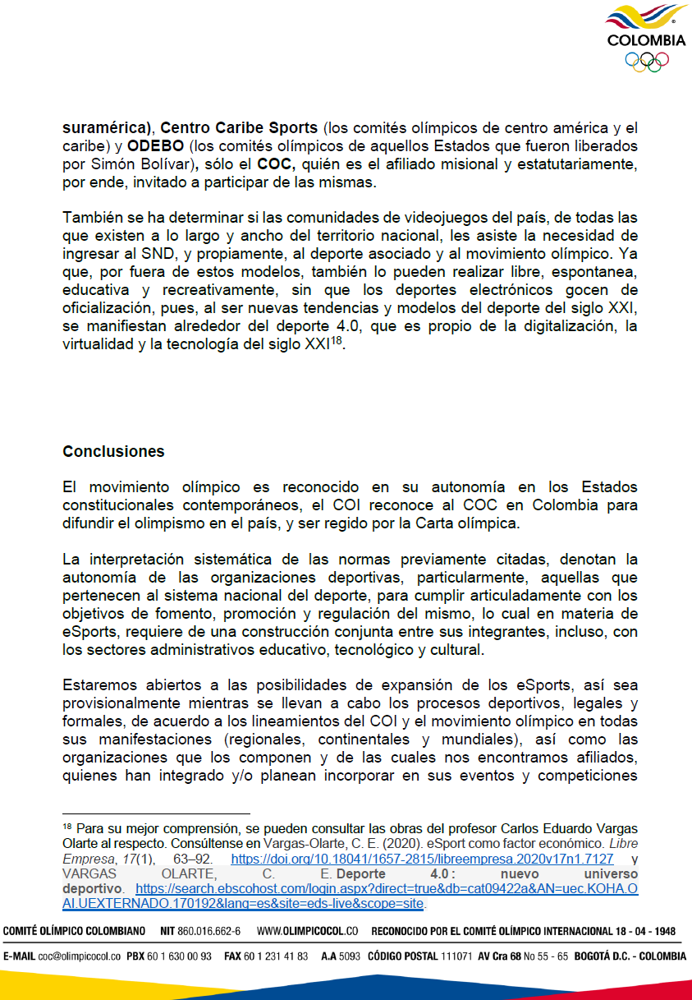 COLOMBIA
suramérica), Centro Caribe Sports (los comités olímpicos de centro américa y el
caribe) y ODEBO (los comités olímpicos de aquellos Estados que fueron liberados
por Simón Bolívar), sólo el COC, quién es el afiliado misional y estatutariamente,
por ende, invitado a participar de las mismas.
También se ha determinar si las comunidades de videojuegos del país, de todas las
que existen a lo largo y ancho del territorio nacional, les asiste la necesidad de
ingresar al SND, y propiamente, al deporte asociado y al movimiento olímpico. Ya
que, por fuera de estos modelos, también lo pueden realizar libre, espontanea,
educativa y recreativamente, sin que los deportes electrónicos gocen de
oficialización, pues, al ser nuevas tendencias y modelos del deporte del siglo XXI,
se manifiestan alrededor del deporte 4.0, que es propio de la digitalización, la
virtualidad y la tecnología del siglo XXI18.
Conclusiones
El movimiento olímpico es reconocido en su autonomía en los Estados
constitucionales contemporáneos, el COI reconoce al COC en Colombia para
difundir el olimpismo en el país, y ser regido por la Carta olímpica.
La interpretación sistemática de las normas previamente citadas, denotan la
autonomía de las organizaciones deportivas, particularmente, aquellas que
pertenecen al sistema nacional del deporte, para cumplir articuladamente con los
objetivos de fomento, promoción y regulación del mismo, lo cual en materia de
eSports, requiere de una construcción conjunta entre sus integrantes, incluso, con
los sectores administrativos educativo, tecnológico y cultural.
Estaremos abiertos a las posibilidades de expansión de los eSports, así sea
provisionalmente mientras se llevan a cabo los procesos deportivos, legales y
formales, de acuerdo a los lineamientos del COI y el movimiento olímpico en todas
sus manifestaciones (regionales, continentales y mundiales), así como las
organizaciones que los componen y de las cuales nos encontramos afiliados,
quienes han integrado y/o planean incorporar en sus eventos y competiciones
18 Para su mejor comprensión, se pueden consultar las obras del profesor Carlos Eduardo Vargas
Olarte al respecto. Consúltense en Vargas-Olarte, C. E. (2020). eSport como factor económico. Libre
Empresa, 17(1), 63–92. https://doi.org/10.18041/1657-2815/libreempresa.2020v17n1.7127 y
VARGAS OLARTE, C. E. Deporte 4.0 : nuevo universo
deportivo. https://search.ebscohost.com/login.aspx?direct=true&db=cat09422a&AN=uec.KOHA.O
AI.UEXTERNADO.170192&lang=es&site=eds-live&scope=site.
COMITÉ OLÍMPICO COLOMBIANO NIT 860.016.662-6 WWW.OLIMPICOCOL.CO RECONOCIDO POR EL COMITÉ OLÍMPICO INTERNACIONAL 18 - 04 - 1948
E-MAIL coc@olimpicocol.co PBX 60 1 630 00 93 FAX 60 1 231 41 83 A.A 5093 CÓDIGO POSTAL 111071 AV Cra 68 No 55 - 65 BOGOTÁ D.C. - COLOMBIA